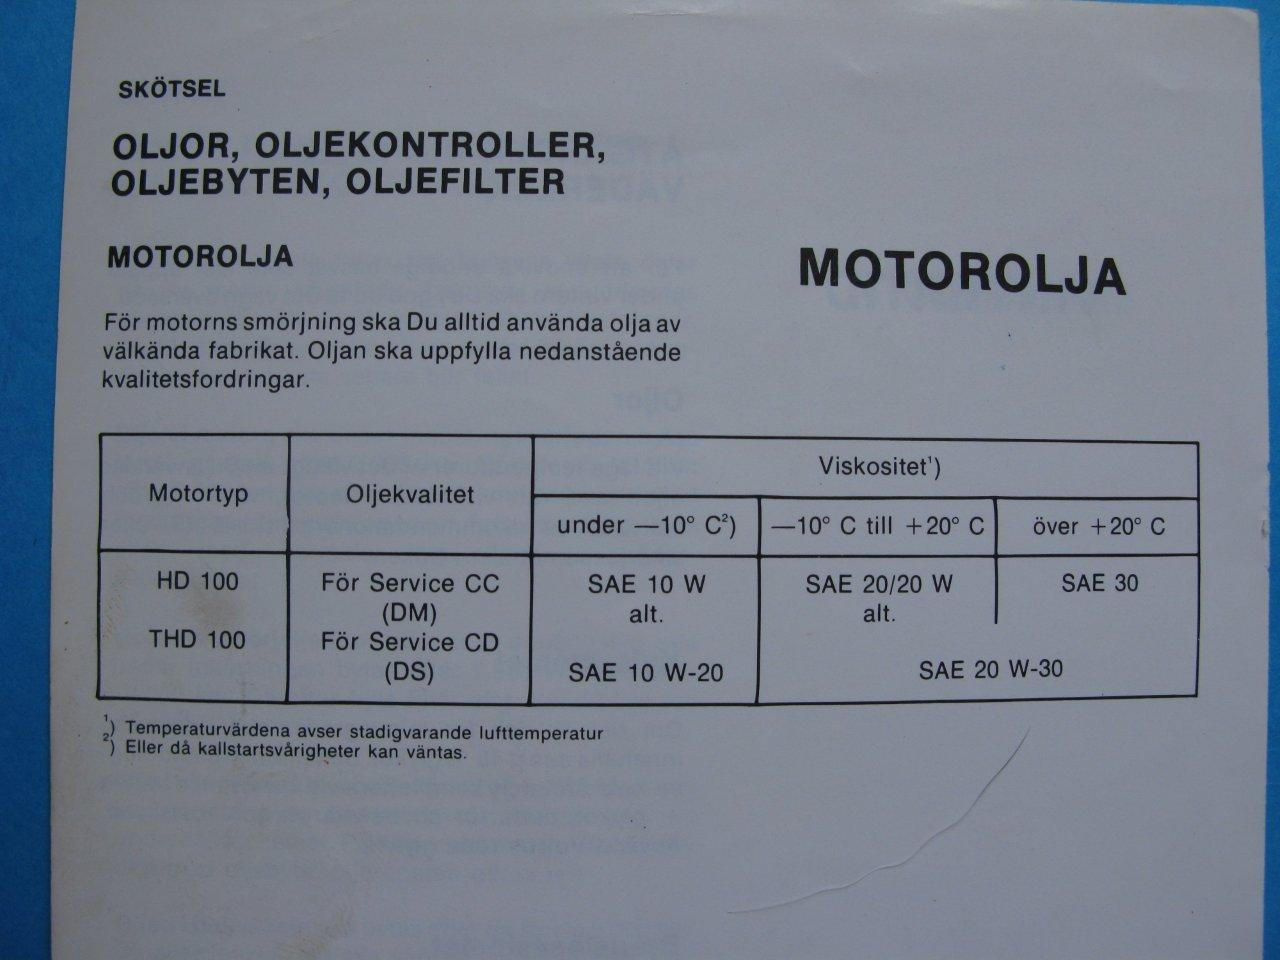 SKÖTSEL
OLJOR, OLJEKONTROLLER,
OLJEBYTEN, OLJEFILTER
MOTOROLJA
MOTOROLJA
För motorns smörjning ska Du alltid använda olja av
välkända fabrikat. Oljan ska uppfylla nedanstående
kvalitetsfordringar.
Motortyp
Oljekvalitet
Viskositet¹)
under —10° C²)
—10° C till +20° C
över +20° C
HD 100
För Service CC
(DM)
SAE 10 W
alt.
SAE 20/20 W
alt.
SAE 30
THD 100
För Service CD
(DS)
SAE 10 W-20
SAE 20 W-30
¹) Temperaturvärdena avser stadigvarande lufttemperatur
²) Eller då kallstartsvårigheter kan väntas.